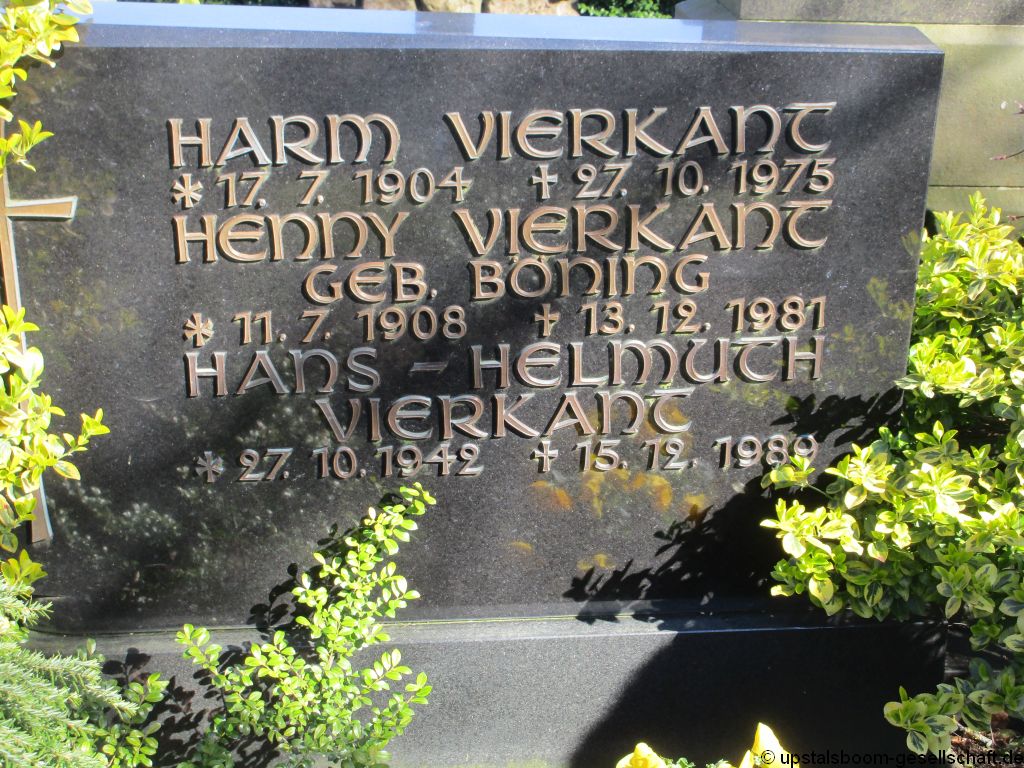 HARM VIERKANT
* 17. 7. 1904 † 27. 10. 1975
HENNY VIERKANT
GEB. BÖNING
* 11. 7. 1908 † 13. 12. 1981
HANS - HELMUTH
VIERKANT
* 27. 10. 1942 † 15. 12. 1989
© upstalsboom-gesellschaft.de